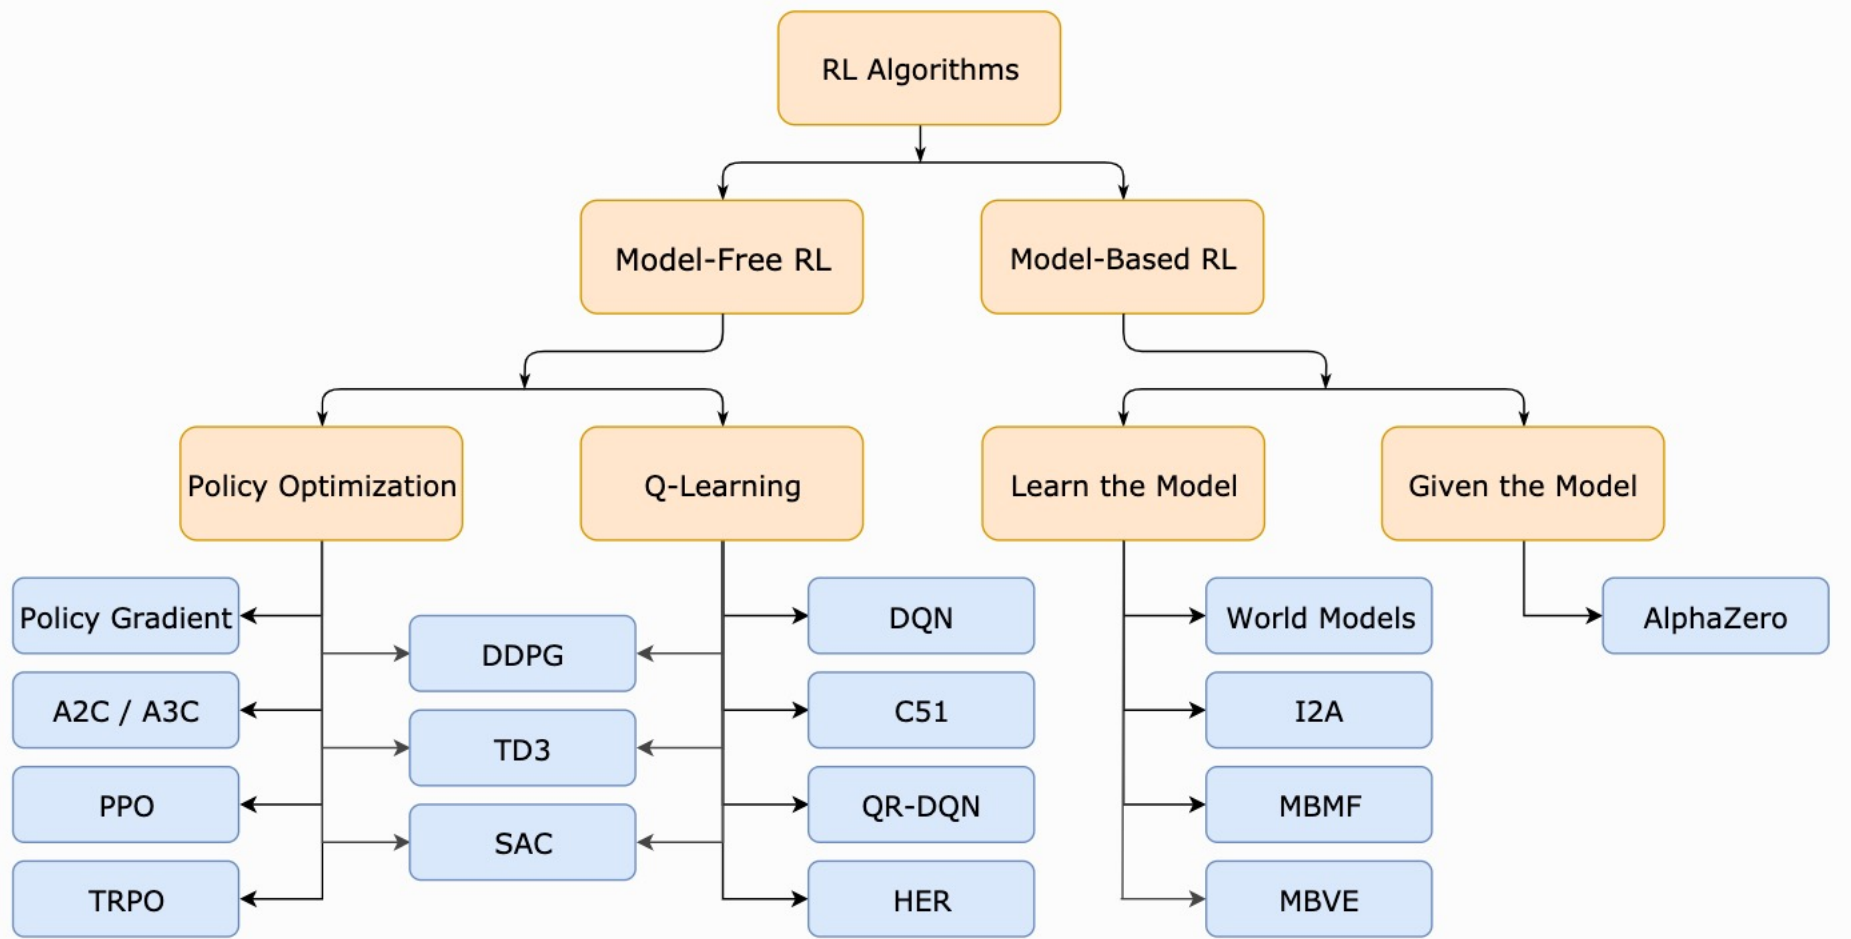 RL Algorithms
Model-Free RL
Model-Based RL
Policy Optimization
Q-Learning
Learn the Model
Given the Model
Policy Gradient
DDPG
DQN
World Models
AlphaZero
A2C / A3C
TD3
C51
I2A
PPO
SAC
QR-DQN
MBMF
TRPO
HER
MBVE